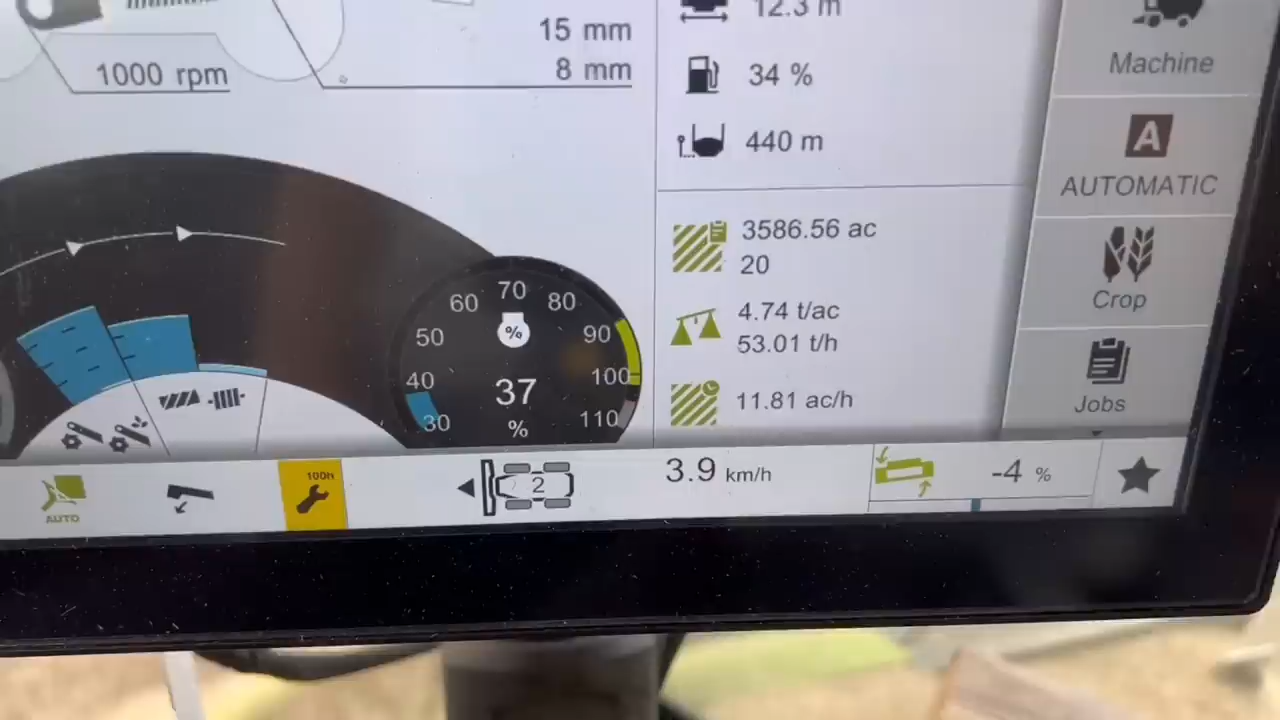 1000 rpm
15 mm
8 mm
12.3 m
34 %
440 m
3586.56 ac
20
4.74 t/ac
53.01 t/h
11.81 ac/h
Machine
A
AUTOMATIC
Crop
Jobs
30
40
50
60
70
80
90
100
110
%
37
%
AUTO
100h
2
3.9 km/h
-4 %